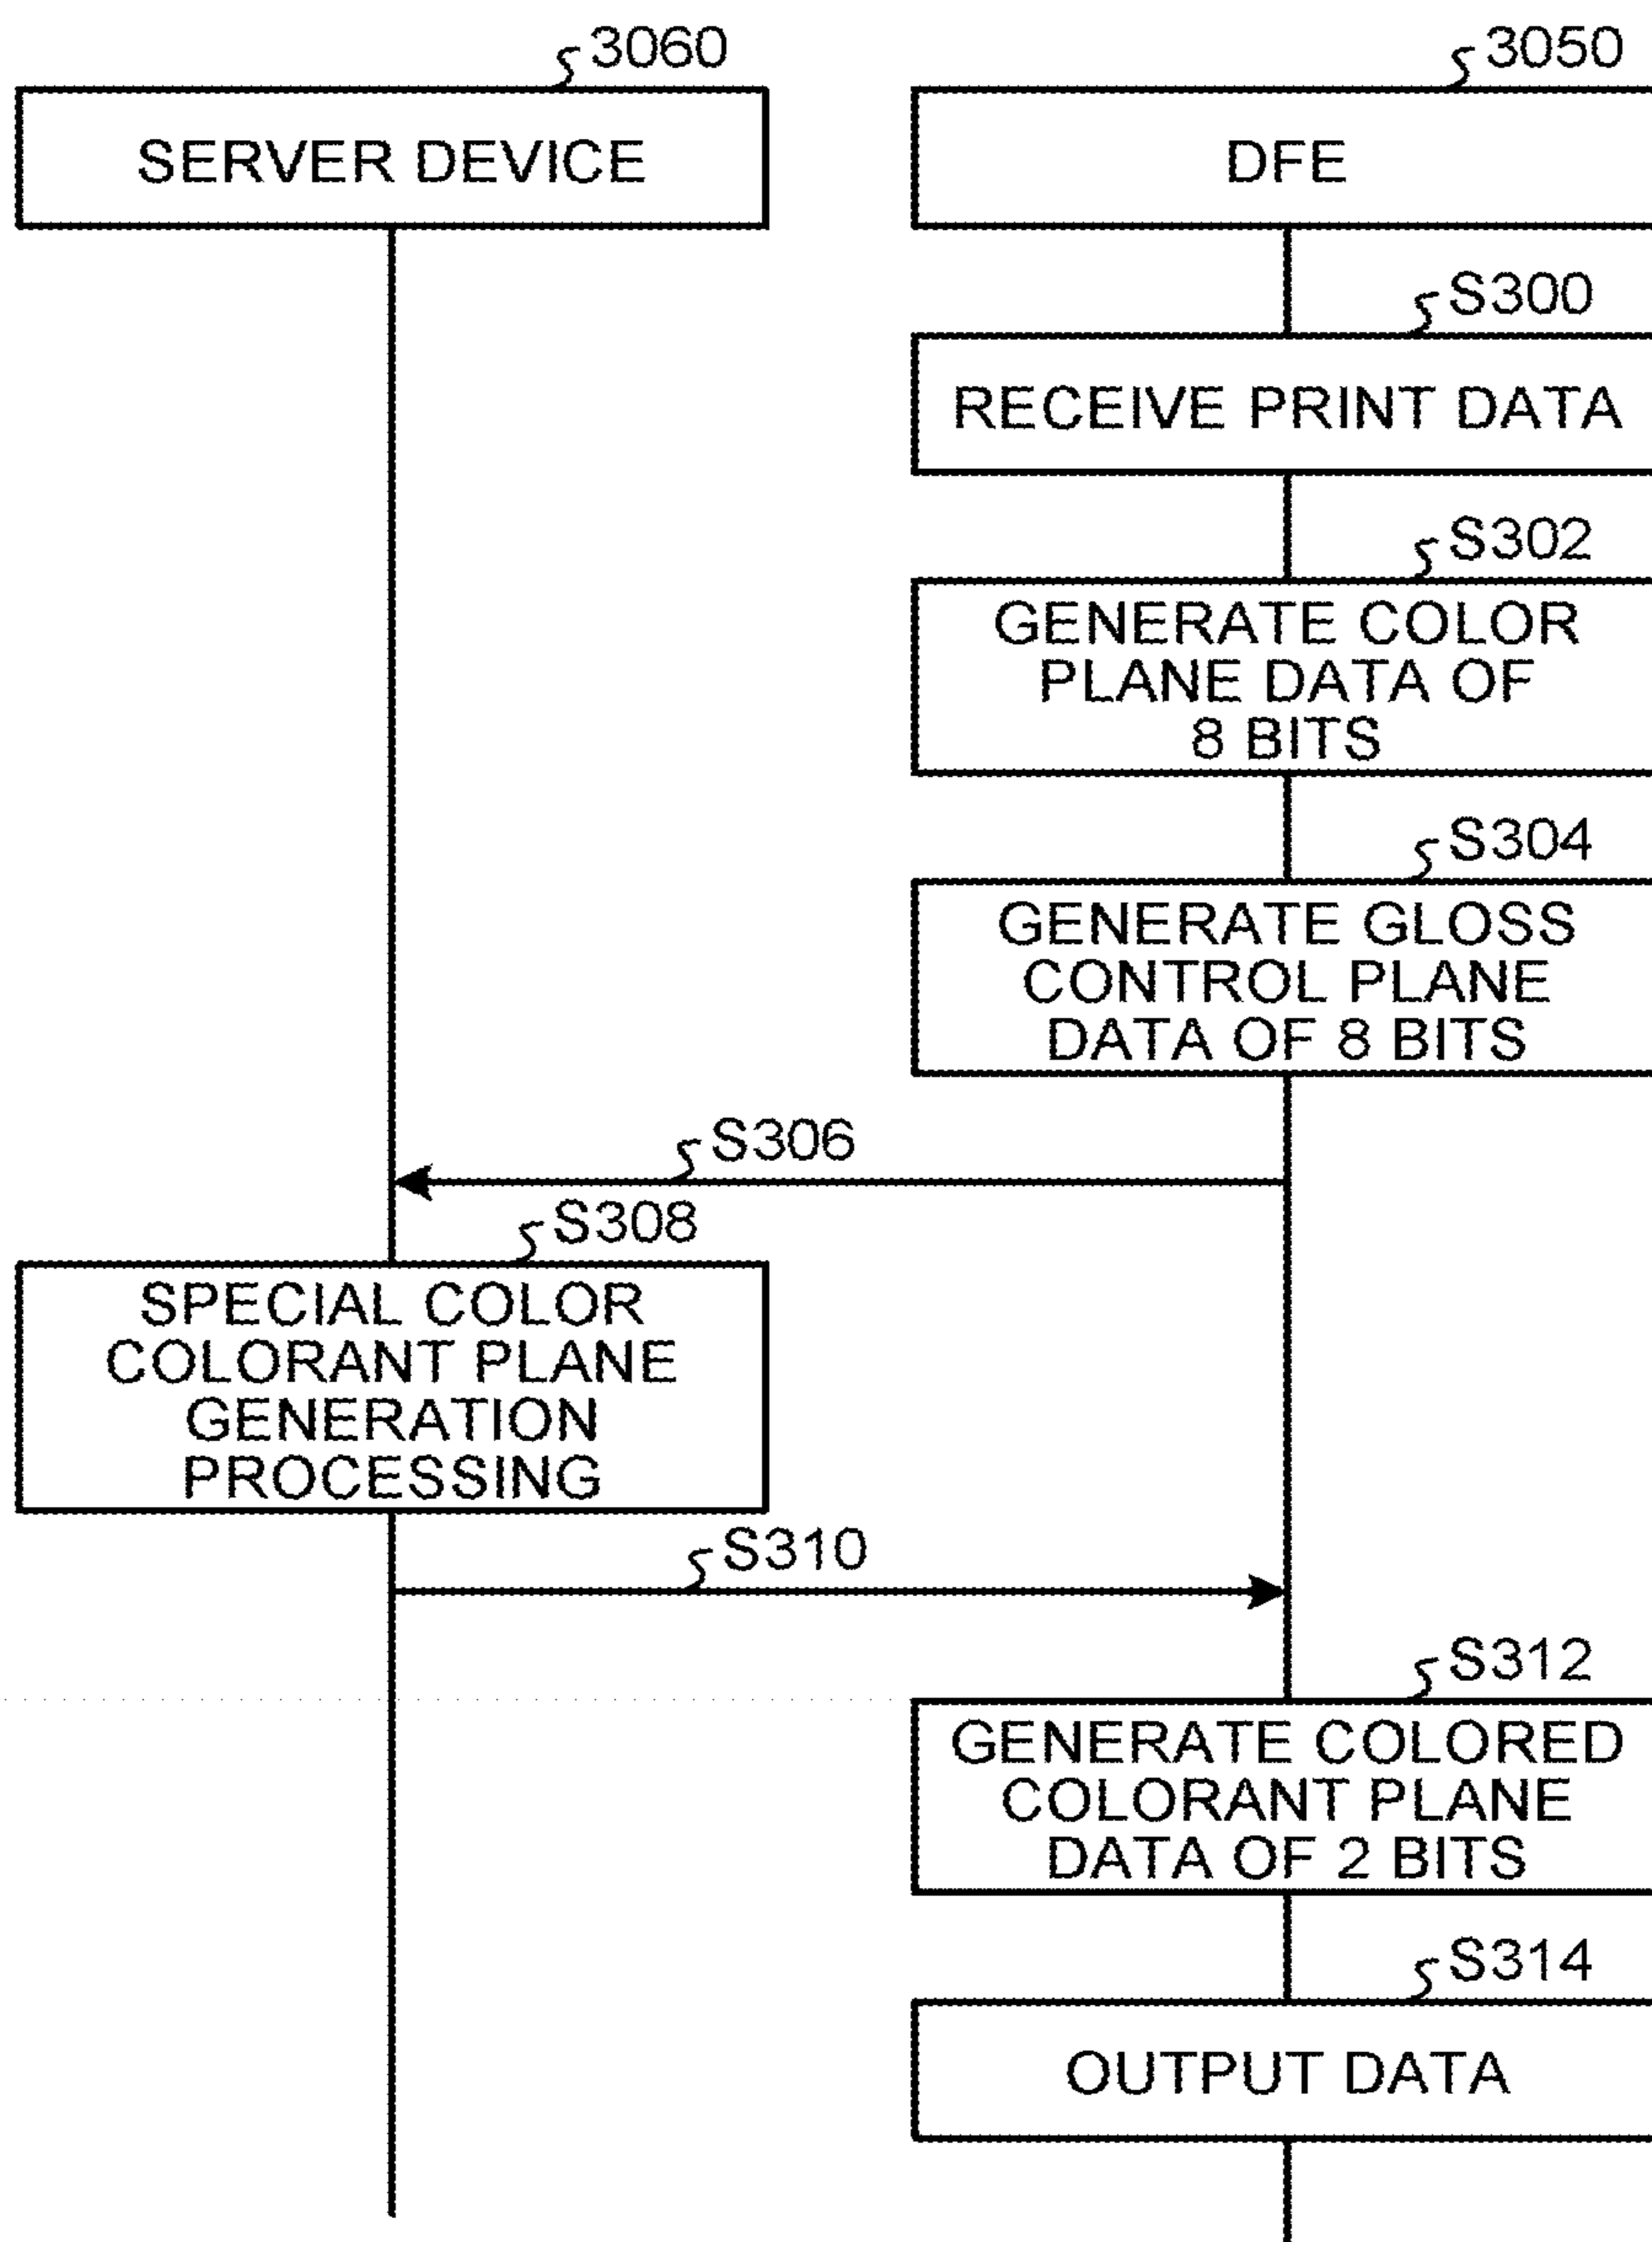 3060
3050
SERVER DEVICE
DFE
S300
RECEIVE PRINT DATA
S302
GENERATE COLOR
PLANE DATA OF
8 BITS
S304
GENERATE GLOSS
CONTROL PLANE
DATA OF 8 BITS
S306
S308
SPECIAL COLOR
COLORANT PLANE
GENERATION
PROCESSING
S310
S312
GENERATE COLORED
COLORANT PLANE
DATA OF 2 BITS
S314
OUTPUT DATA